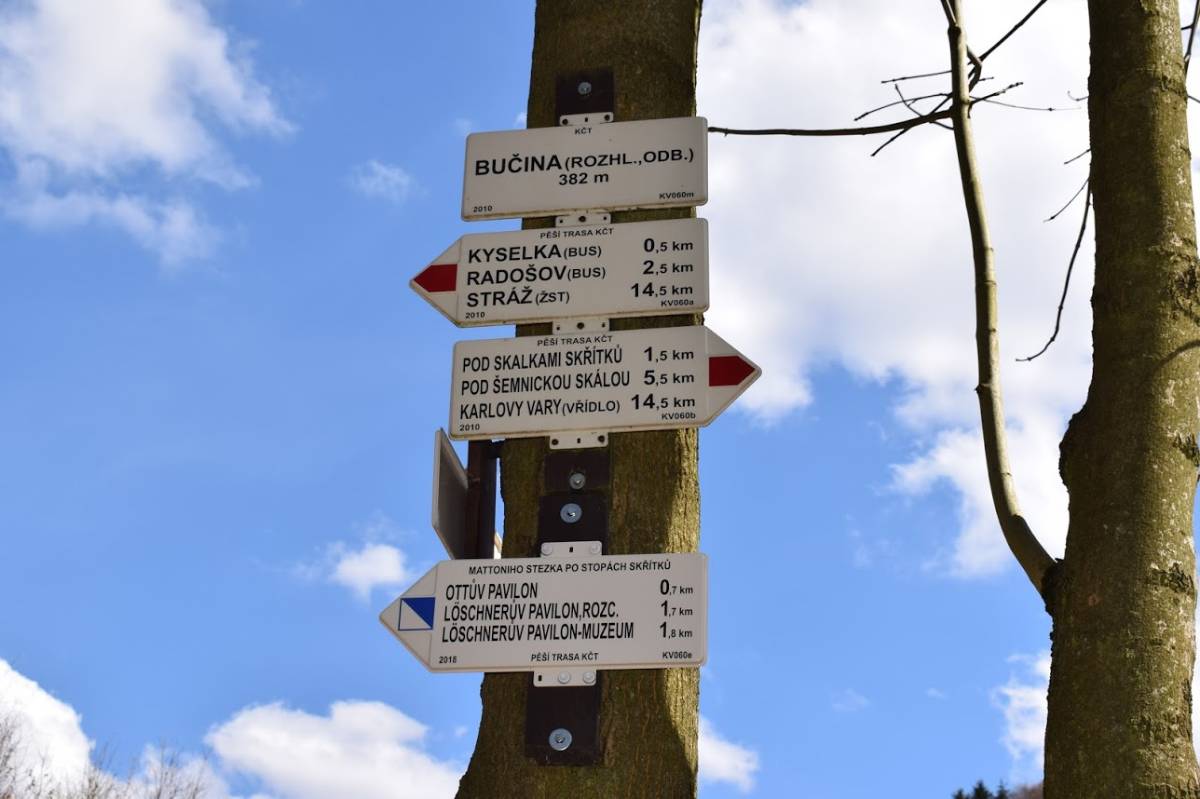 KČT
BUČINA (ROZHL.,ODB.)
382 m
2010 KV060m
PĚŠÍ TRASA KČT
KYSELKA (BUS) 0,5 km
RADOŠOV (BUS) 2,5 km
STRÁŽ (ŽST) 14,5 km
2010 KV060a
PĚŠÍ TRASA KČT
POD SKALKAMI SKŘÍTKŮ 1,5 km
POD ŠEMNICKOU SKÁLOU 5,5 km
KARLOVY VARY (VŘÍDLO) 14,5 km
2010 KV060b
MATTONIHO STEZKA PO STOPÁCH SKŘÍTKŮ
OTTŮV PAVILON 0,7 km
LÖSCHNERŮV PAVILON,ROZC. 1,7 km
LÖSCHNERŮV PAVILON-MUZEUM 1,8 km
2018 PĚŠÍ TRASA KČT KV060e